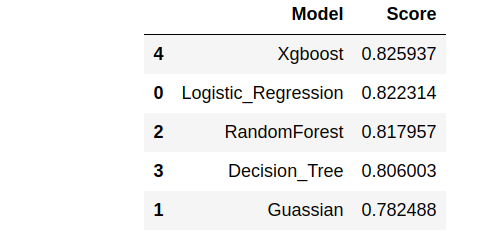 Model Score
4 Xgboost 0.825937
0 Logistic_Regression 0.822314
2 RandomForest 0.817957
3 Decision_Tree 0.806003
1 Guassian 0.782488